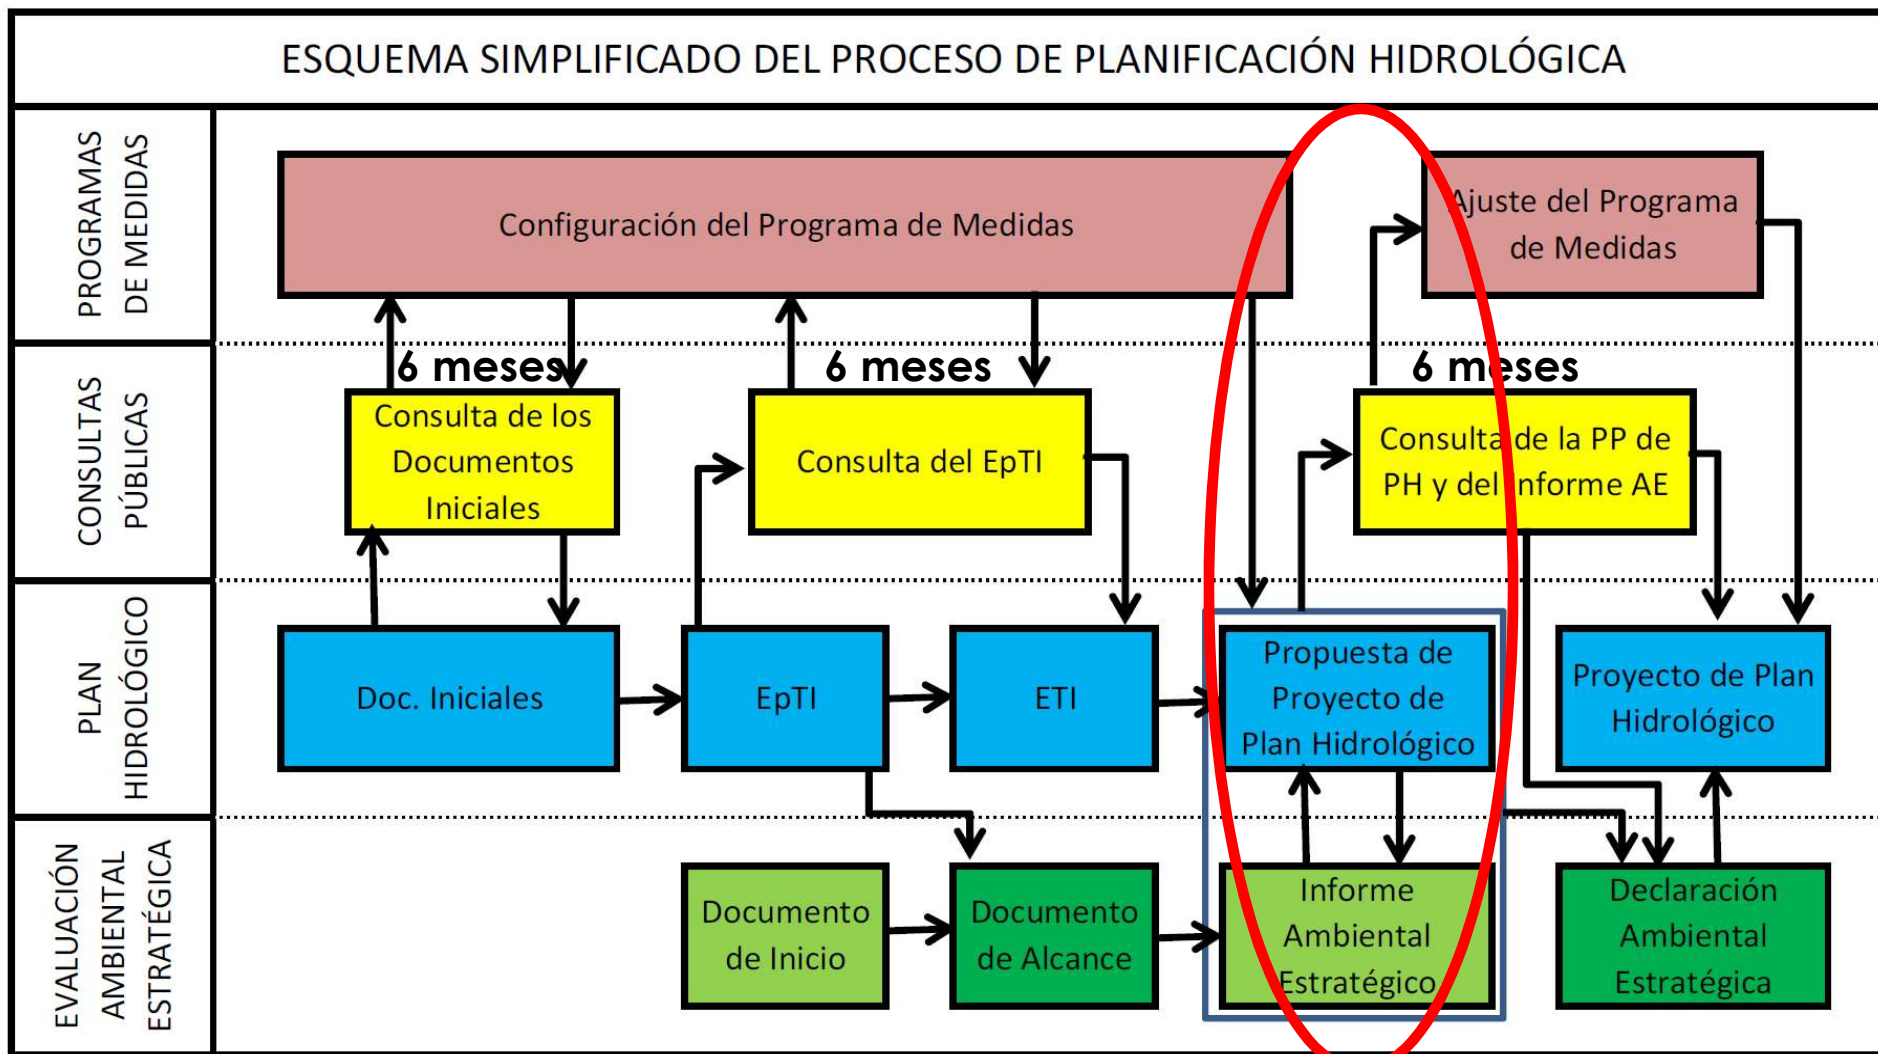 ESQUEMA SIMPLIFICADO DEL PROCESO DE PLANIFICACIÓN HIDROLÓGICA
PROGRAMAS
DE MEDIDAS
Configuración del Programa de Medidas
Ajuste del Programa
de Medidas
CONSULTAS
PÚBLICAS
6 meses
Consulta de los
Documentos
Iniciales
6 meses
Consulta del EpTI
6 meses
Consulta de la PP de
PH y del Informe AE
PLAN
HIDROLÓGICO
Doc. Iniciales
EpTI
ETI
Propuesta de
Proyecto de
Plan Hidrológico
Proyecto de Plan
Hidrológico
EVALUACIÓN
AMBIENTAL
ESTRATÉGICA
Documento
de Inicio
Documento
de Alcance
Informe
Ambiental
Estratégico
Declaración
Ambiental
Estratégica